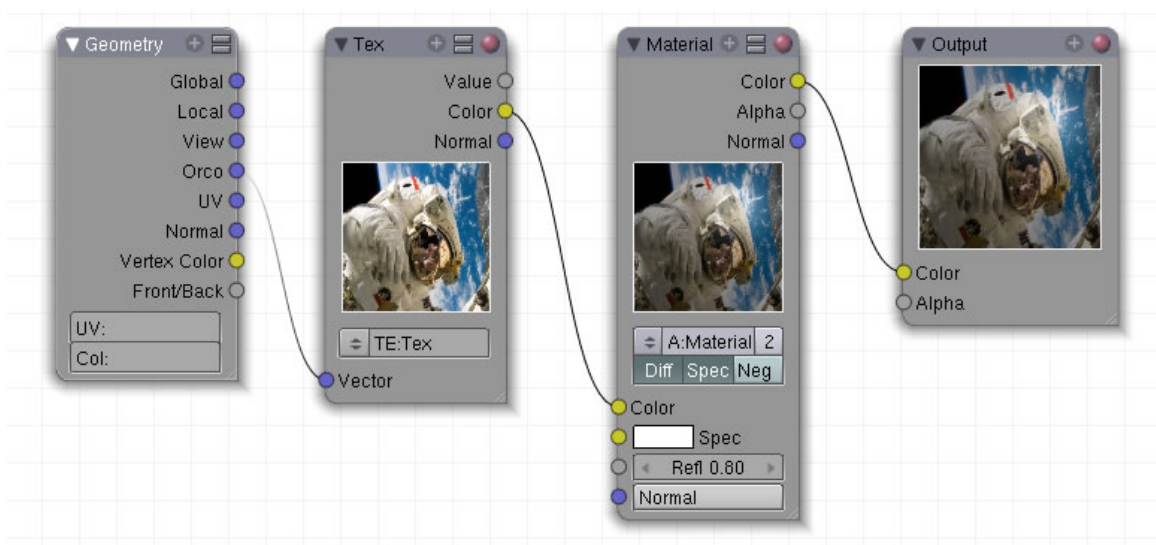 Geometry
Global
Local
View
Orco
UV
Normal
Vertex Color
Front/Back
UV:
Col:
Tex
Value
Color
Normal
TE:Tex
Vector
Material
Color
Alpha
Normal
A:Material 2
Diff Spec Neg
Color
Spec
Refl 0.80
Normal
Output
Color
Alpha